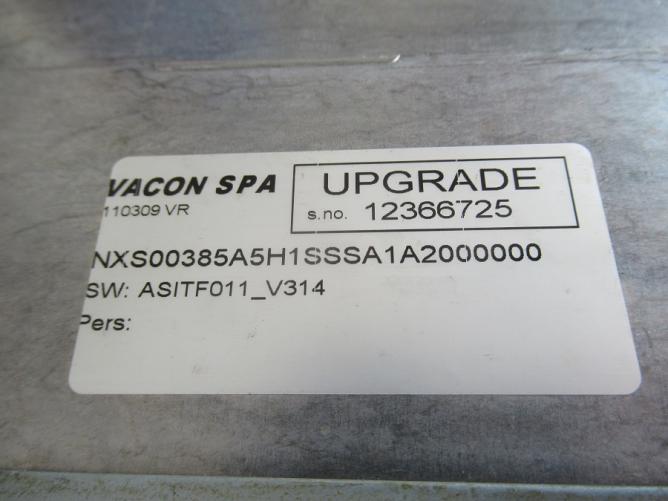 VACON SPA
110309 VR
UPGRADE
s.no. 12366725
NXS00385A5H1SSSA1A2000000
SW: ASITF011_V314
Pers: